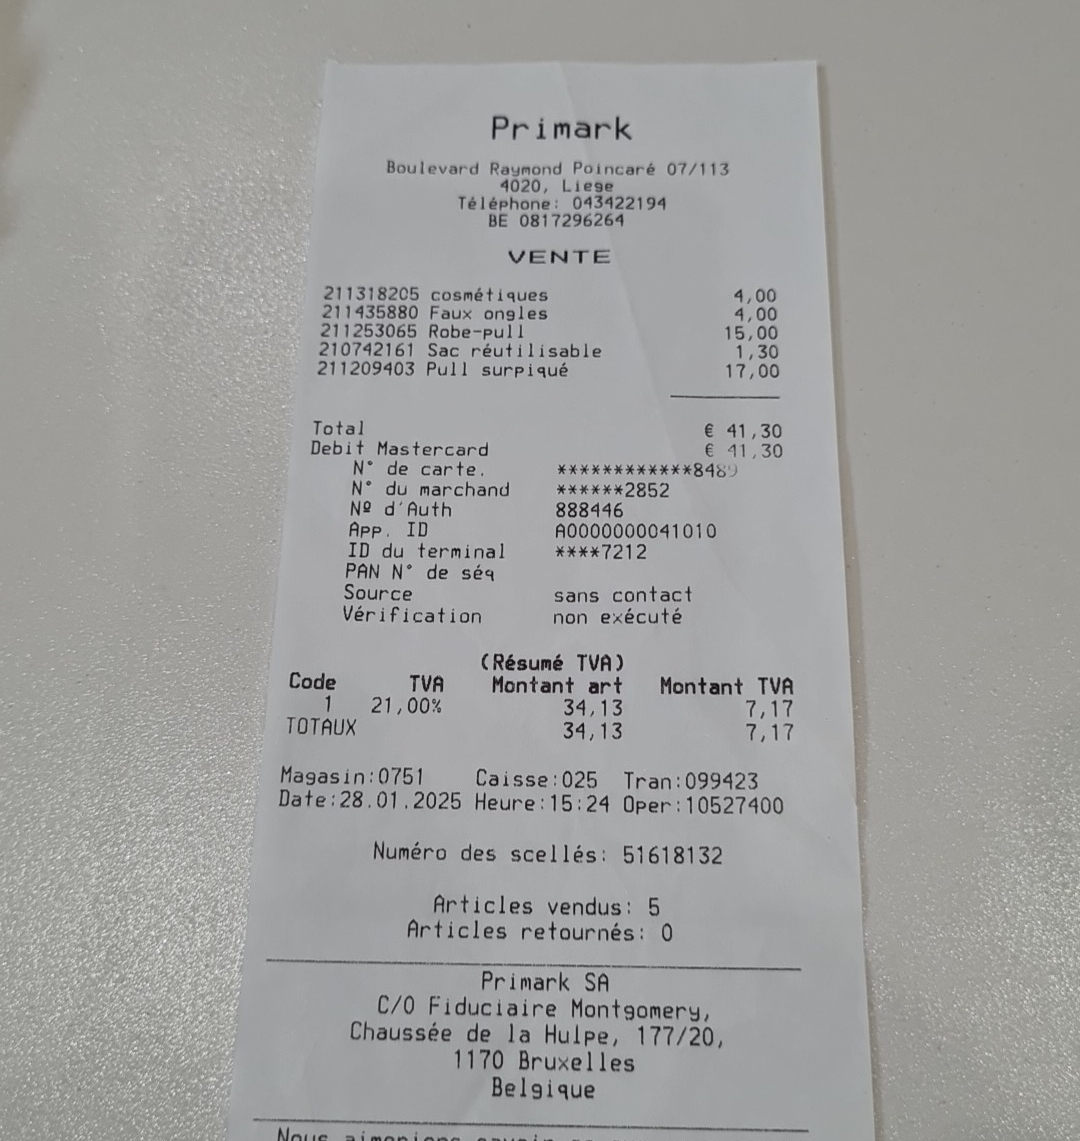 Primark
Boulevard Raymond Poincaré 07/113
4020, Liege
Téléphone: 043422194
BE 0817296264
VENTE
211318205 cosmétiques 4,00
211435880 Faux ongles 4,00
211253065 Robe-pull 15,00
210742161 Sac réutilisable 1,30
211209403 Pull surpiqué 17,00
Total € 41,30
Debit Mastercard € 41,30
N° de carte. ************8489
N° du marchand ******2852
Nº d'Auth 888446
App. ID A0000000041010
ID du terminal ****7212
PAN N° de séq
Source sans contact
Vérification non exécuté
(Résumé TVA)
Code TVA Montant art Montant TVA
1 21,00% 34,13 7,17
TOTAUX 34,13 7,17
Magasin:0751 Caisse:025 Tran:099423
Date:28.01.2025 Heure:15:24 Oper:10527400
Numéro des scellés: 51618132
Articles vendus: 5
Articles retournés: 0
Primark SA
C/O Fiduciaire Montgomery,
Chaussée de la Hulpe, 177/20,
1170 Bruxelles
Belgique
Nous aimerions savoir